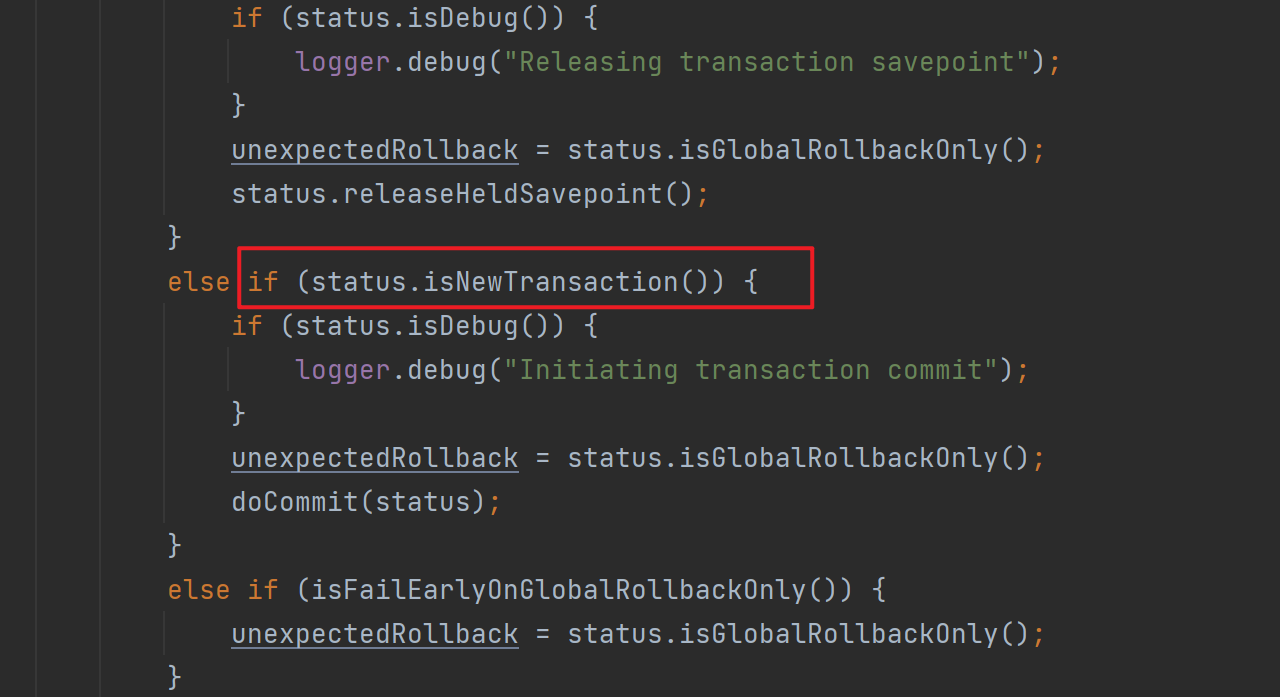 if (status.isDebug()) {
logger.debug("Releasing transaction savepoint");
}
unexpectedRollback = status.isGlobalRollbackOnly();
status.releaseHeldSavepoint();
}
else if (status.isNewTransaction()) {
if (status.isDebug()) {
logger.debug("Initiating transaction commit");
}
unexpectedRollback = status.isGlobalRollbackOnly();
doCommit(status);
}
else if (isFailEarlyOnGlobalRollbackOnly()) {
unexpectedRollback = status.isGlobalRollbackOnly();
}